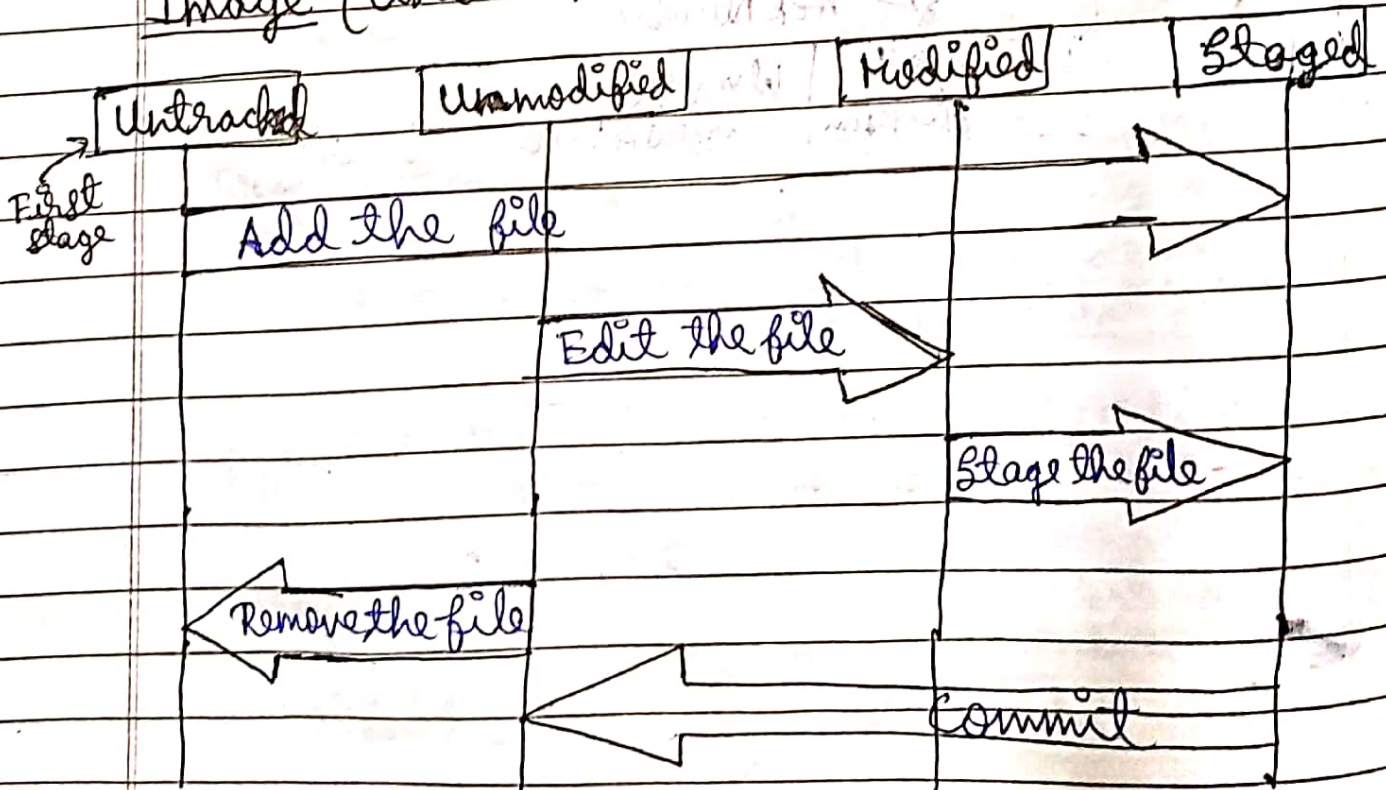 Image (
Untracked
Unmodified
Modified
Staged
First
stage
Add the file
Edit the file
Stage the file
Remove the file
Commit